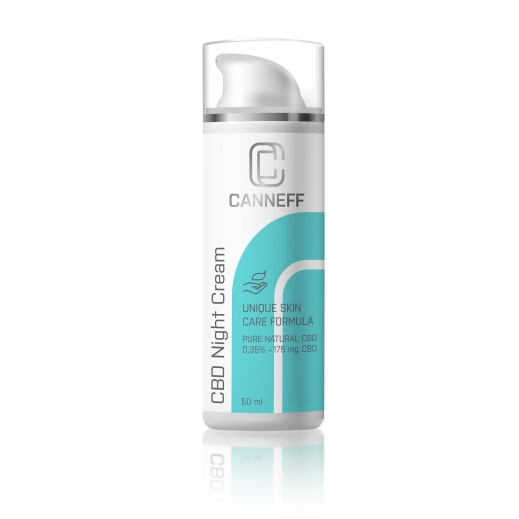 CANNEFF
CBD Night Cream
UNIQUE SKIN
CARE FORMULA
PURE NATURAL CBD
0.35% – 175 mg CBD
50 ml